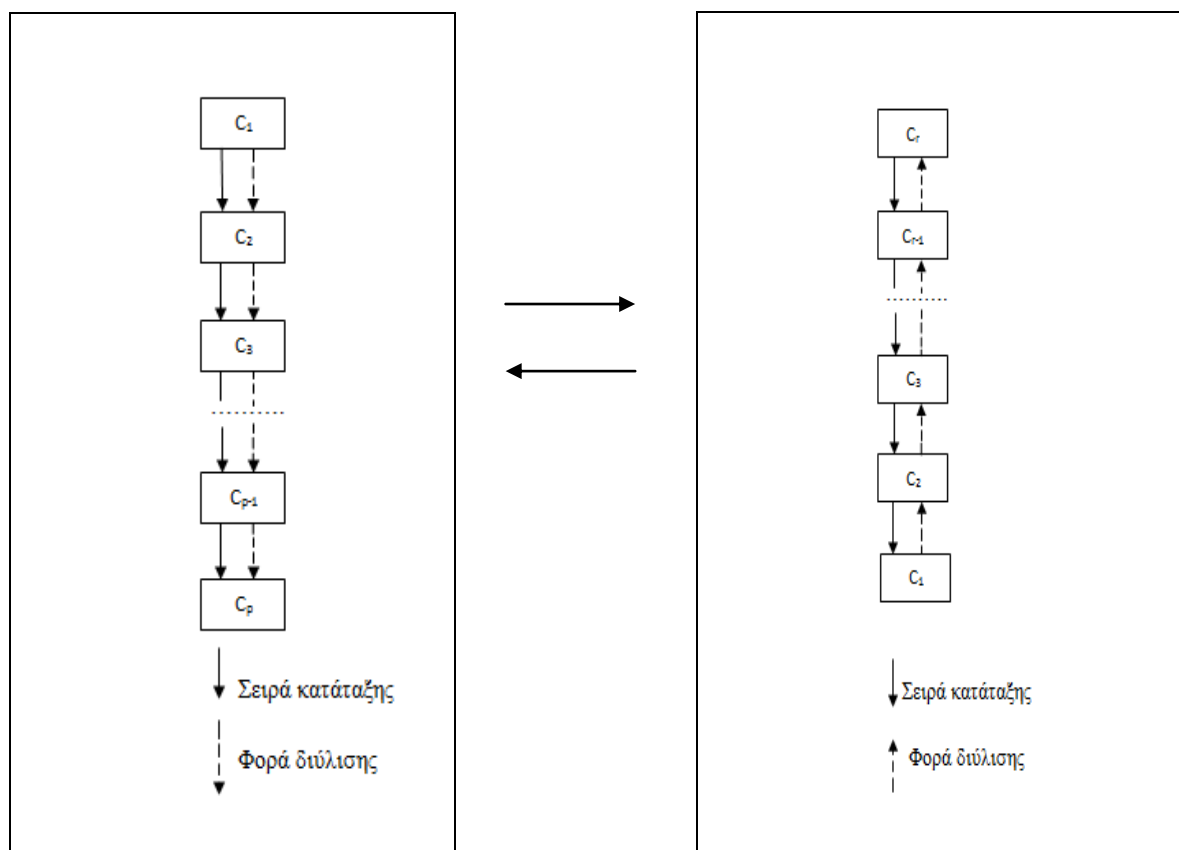 C₁
C₂
C₃
Cₚ₋₁
Cₚ
Σειρά κατάταξης
Φορά διύλισης
Cᵣ
Cᵣ₋₁
C₃
C₂
C₁
Σειρά κατάταξης
Φορά διύλισης